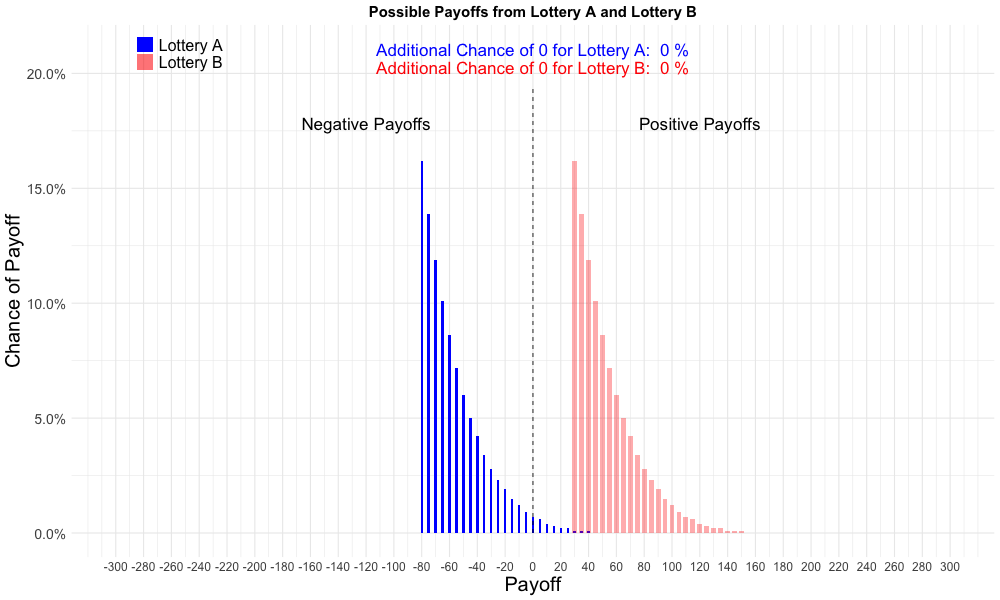 Possible Payoffs from Lottery A and Lottery B
Lottery A
Lottery B
Additional Chance of 0 for Lottery A:  0 %
Additional Chance of 0 for Lottery B:  0 %
Negative Payoffs
Positive Payoffs
Chance of Payoff
20.0%
15.0%
10.0%
5.0%
0.0%
-300 -280 -260 -240 -220 -200 -180 -160 -140 -120 -100 -80 -60 -40 -20 0 20 40 60 80 100 120 140 160 180 200 220 240 260 280 300
Payoff